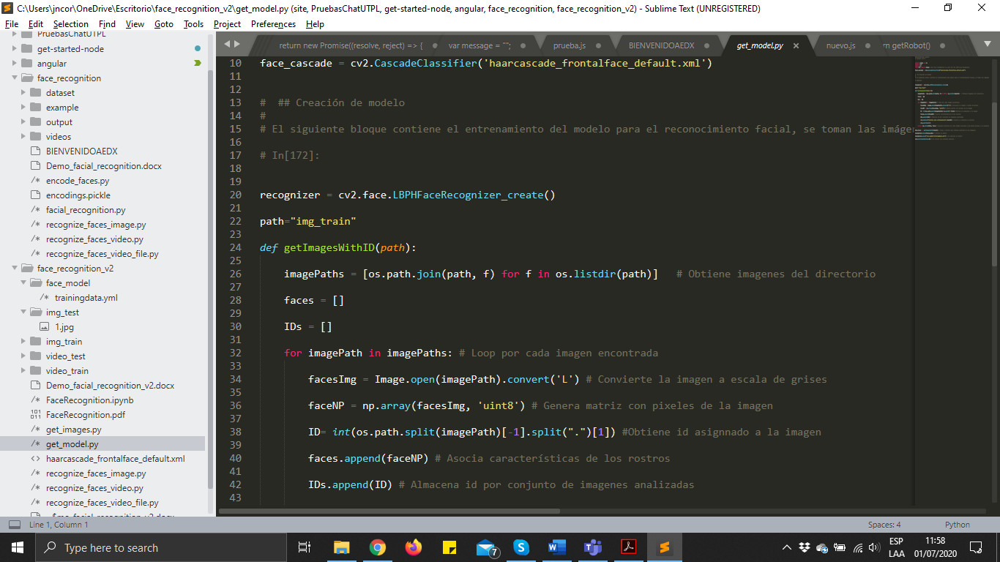 C:\Users\jncor\OneDrive\Escritorio\face_recognition_v2\get_model.py (site, PruebasChatUTPL, get-started-node, angular, face_recognition, face_recognition_v2) - Sublime Text (UNREGISTERED)
File Edit Selection Find View Goto Tools Project Preferences Help
PruebasChatUTPL
get-started-node
angular
face_recognition
dataset
example
output
videos
BIENVENIDOAEDX
Demo_facial_recognition.docx
encode_faces.py
encodings.pickle
facial_recognition.py
recognize_faces_image.py
recognize_faces_video.py
recognize_faces_video_file.py
face_recognition_v2
face_model
trainingdata.yml
img_test
1.jpg
img_train
video_test
video_train
Demo_facial_recognition_v2.docx
FaceRecognition.ipynb
FaceRecognition.pdf
get_images.py
get_model.py
haarcascade_frontalface_default.xml
recognize_faces_image.py
recognize_faces_video.py
recognize_faces_video_file.py
return new Promise((resolve, reject) => { var message = ""; prueba.js BIENVENIDOAEDX get_model.py nuevo.js rn getRobot()
10 face_cascade = cv2.CascadeClassifier('haarcascade_frontalface_default.xml')
11
12
13 # ## Creación de modelo
14 #
15 # El siguiente bloque contiene el entrenamiento del modelo para el reconocimiento facial, se toman las imáge
16
17 # In[172]:
18
19
20 recognizer = cv2.face.LBPHFaceRecognizer_create()
21
22 path="img_train"
23
24 def getImagesWithID(path):
25
26 imagePaths = [os.path.join(path, f) for f in os.listdir(path)] # Obtiene imagenes del directorio
27
28 faces = []
29
30 IDs = []
31
32 for imagePath in imagePaths: # Loop por cada imagen encontrada
33
34 facesImg = Image.open(imagePath).convert('L') # Convierte la imagen a escala de grises
35
36 faceNP = np.array(facesImg, 'uint8') # Genera matriz con pixeles de la imagen
37
38 ID= int(os.path.split(imagePath)[-1].split(".")[1]) #Obtiene id asignnado a la imagen
39
40 faces.append(faceNP) # Asocia características de los rostros
41
42 IDs.append(ID) # Almacena id por conjunto de imagenes analizadas
43
Line 1, Column 1 Spaces: 4 Python
Type here to search
7
ESP
LAA
11:58
01/07/2020